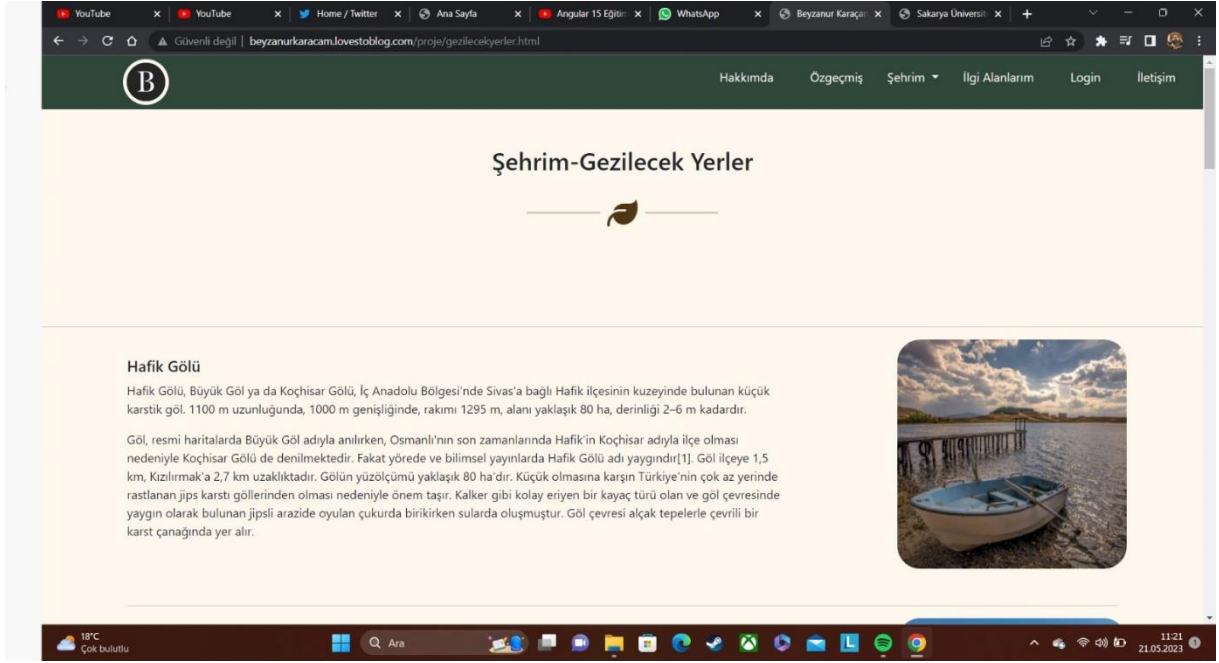 YouTube
YouTube
Home / Twitter
Ana Sayfa
Angular 15 Eğitim
WhatsApp
Beyzanur Karaçam
Sakarya Üniversit
Güvenli değil | beyzanurkaracam.lovestoblog.com/proje/gezilecekyerler.html
B
Hakkımda
Özgeçmiş
Şehrim
İlgi Alanlarım
Login
İletişim
Şehrim-Gezilecek Yerler
Hafik Gölü
Hafik Gölü, Büyük Göl ya da Koçhisar Gölü, İç Anadolu Bölgesi'nde Sivas'a bağlı Hafik ilçesinin kuzeyinde bulunan küçük
karstik göl. 1100 m uzunluğunda, 1000 m genişliğinde, rakımı 1295 m, alanı yaklaşık 80 ha, derinliği 2–6 m kadardır.
Göl, resmi haritalarda Büyük Göl adıyla anılırken, Osmanlı'nın son zamanlarında Hafik'in Koçhisar adıyla ilçe olması
nedeniyle Koçhisar Gölü de denilmektedir. Fakat yörede ve bilimsel yayınlarda Hafik Gölü adı yaygındır[1]. Göl ilçeye 1,5
km, Kızılırmak'a 2,7 km uzaklıktadır. Gölün yüzölçümü yaklaşık 80 ha'dır. Küçük olmasına karşın Türkiye'nin çok az yerinde
rastlanan jips karstı göllerinden olması nedeniyle önem taşır. Kalker gibi kolay eriyen bir kayaç türü olan ve göl çevresinde
yaygın olarak bulunan jipsli arazide oyulan çukurda birikirken sularda oluşmuştur. Göl çevresi alçak tepelerle çevrili bir
karst çanağında yer alır.
18°C
Çok bulutlu
Ara
11:21
21.05.2023